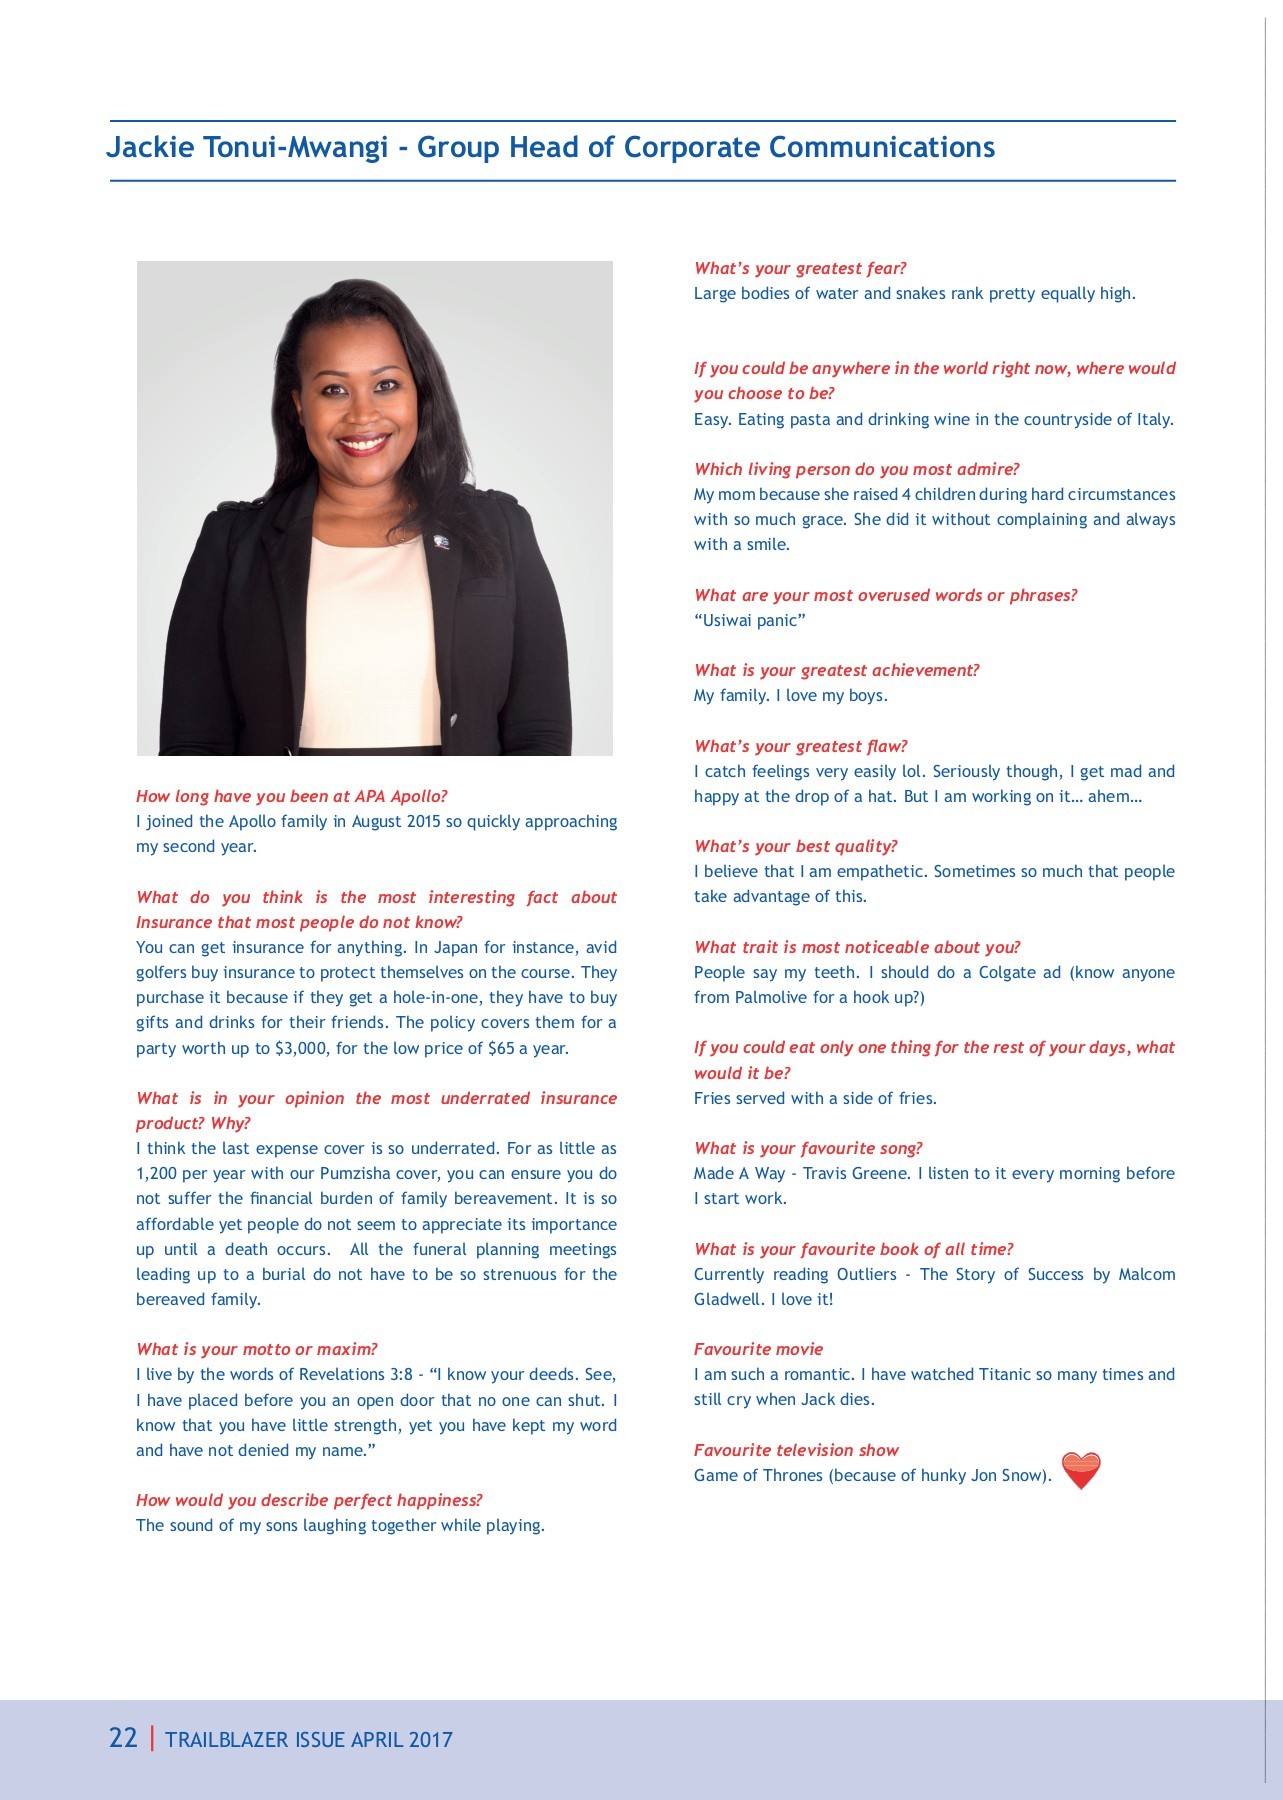 Jackie Tonui-Mwangi - Group Head of Corporate Communications
How long have you been at APA Apollo?
I joined the Apollo family in August 2015 so quickly approaching
my second year.
What do you think is the most interesting fact about
Insurance that most people do not know?
You can get insurance for anything. In Japan for instance, avid
golfers buy insurance to protect themselves on the course. They
purchase it because if they get a hole-in-one, they have to buy
gifts and drinks for their friends. The policy covers them for a
party worth up to $3,000, for the low price of $65 a year.
What is in your opinion the most underrated insurance
product? Why?
I think the last expense cover is so underrated. For as little as
1,200 per year with our Pumzisha cover, you can ensure you do
not suffer the financial burden of family bereavement. It is so
affordable yet people do not seem to appreciate its importance
up until a death occurs. All the funeral planning meetings
leading up to a burial do not have to be so strenuous for the
bereaved family.
What is your motto or maxim?
I live by the words of Revelations 3:8 - “I know your deeds. See,
I have placed before you an open door that no one can shut. I
know that you have little strength, yet you have kept my word
and have not denied my name.”
How would you describe perfect happiness?
The sound of my sons laughing together while playing.
What’s your greatest fear?
Large bodies of water and snakes rank pretty equally high.
If you could be anywhere in the world right now, where would
you choose to be?
Easy. Eating pasta and drinking wine in the countryside of Italy.
Which living person do you most admire?
My mom because she raised 4 children during hard circumstances
with so much grace. She did it without complaining and always
with a smile.
What are your most overused words or phrases?
“Usiwai panic”
What is your greatest achievement?
My family. I love my boys.
What’s your greatest flaw?
I catch feelings very easily lol. Seriously though, I get mad and
happy at the drop of a hat. But I am working on it… ahem…
What’s your best quality?
I believe that I am empathetic. Sometimes so much that people
take advantage of this.
What trait is most noticeable about you?
People say my teeth. I should do a Colgate ad (know anyone
from Palmolive for a hook up?)
If you could eat only one thing for the rest of your days, what
would it be?
Fries served with a side of fries.
What is your favourite song?
Made A Way - Travis Greene. I listen to it every morning before
I start work.
What is your favourite book of all time?
Currently reading Outliers - The Story of Success by Malcom
Gladwell. I love it!
Favourite movie
I am such a romantic. I have watched Titanic so many times and
still cry when Jack dies.
Favourite television show
Game of Thrones (because of hunky Jon Snow).
22 | TRAILBLAZER ISSUE APRIL 2017